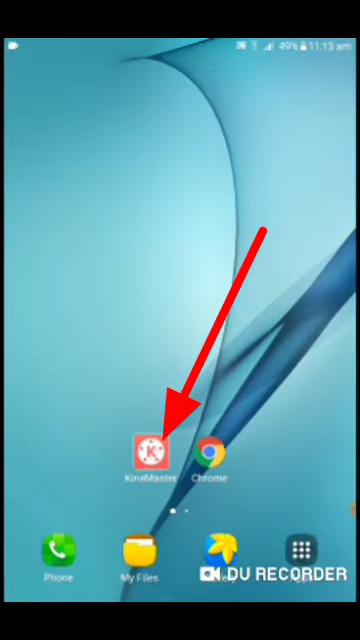 49% 11:13 am
KineMaster
Chrome
Phone
My Files
DU RECORDER